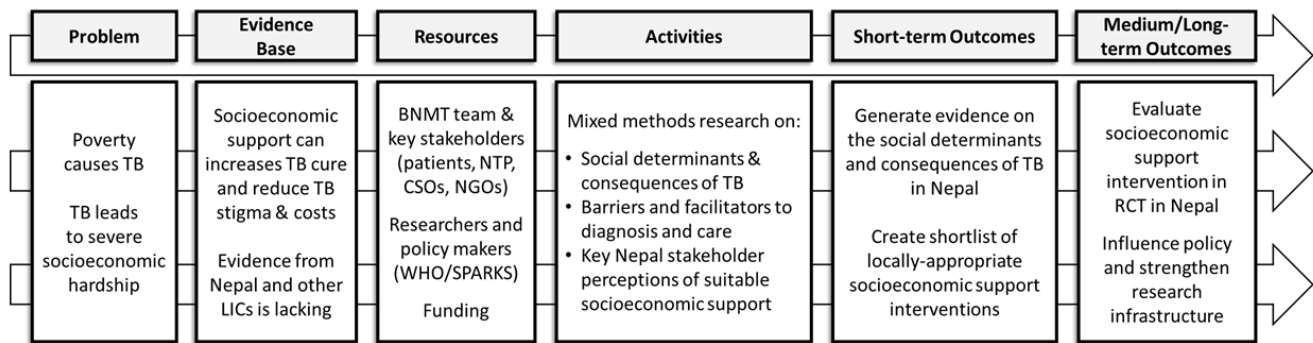 Problem
Evidence
Base
Resources
Activities
Short-term Outcomes
Medium/Long-
term Outcomes
Poverty
causes TB
TB leads
to severe
socioeconomic
hardship
Socioeconomic
support can
increases TB cure
and reduce TB
stigma & costs
Evidence from
Nepal and other
LICs is lacking
BNMT team &
key stakeholders
(patients, NTP,
CSOs, NGOs)
Researchers and
policy makers
(WHO/SPARKS)
Funding
Mixed methods research on:
• Social determinants &
consequences of TB
• Barriers and facilitators to
diagnosis and care
• Key Nepal stakeholder
perceptions of suitable
socioeconomic support
Generate evidence on
the social determinants
and consequences of TB
in Nepal
Create shortlist of
locally-appropriate
socioeconomic support
interventions
Evaluate
socioeconomic
support
intervention in
RCT in Nepal
Influence policy
and strengthen
research
infrastructure